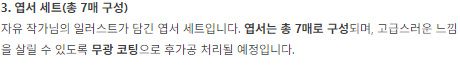 3. 엽서 세트(총 7매 구성)
자유 작가님의 일러스트가 담긴 엽서 세트입니다. 엽서는 총 7매로 구성되며, 고급스러운 느낌
을 살릴 수 있도록 무광 코팅으로 후가공 처리될 예정입니다.